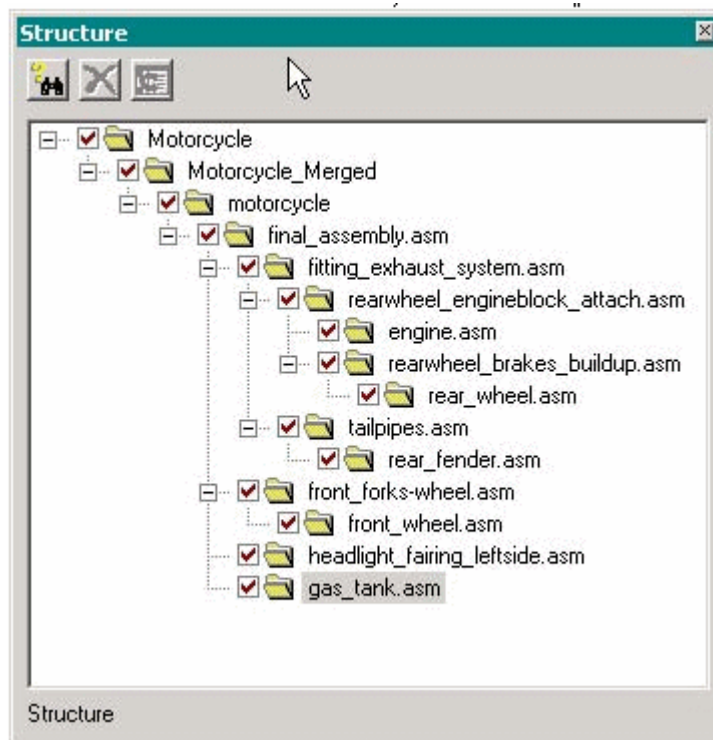 Structure
Motorcycle
Motorcycle_Merged
motorcycle
final_assembly.asm
fitting_exhaust_system.asm
rearwheel_engineblock_attach.asm
engine.asm
rearwheel_brakes_buildup.asm
rear_wheel.asm
tailpipes.asm
rear_fender.asm
front_forks-wheel.asm
front_wheel.asm
headlight_fairing_leftside.asm
gas_tank.asm
Structure